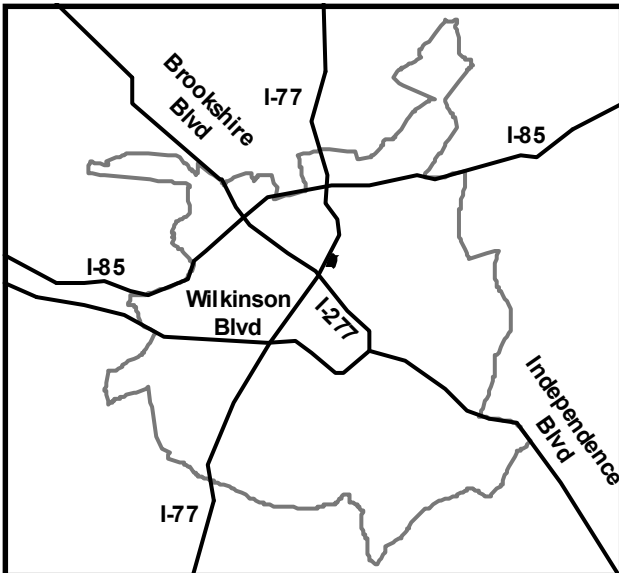 Brookshire
Blvd
I-77
I-85
I-85
Wilkinson
Blvd
I-277
Independence
Blvd
I-77